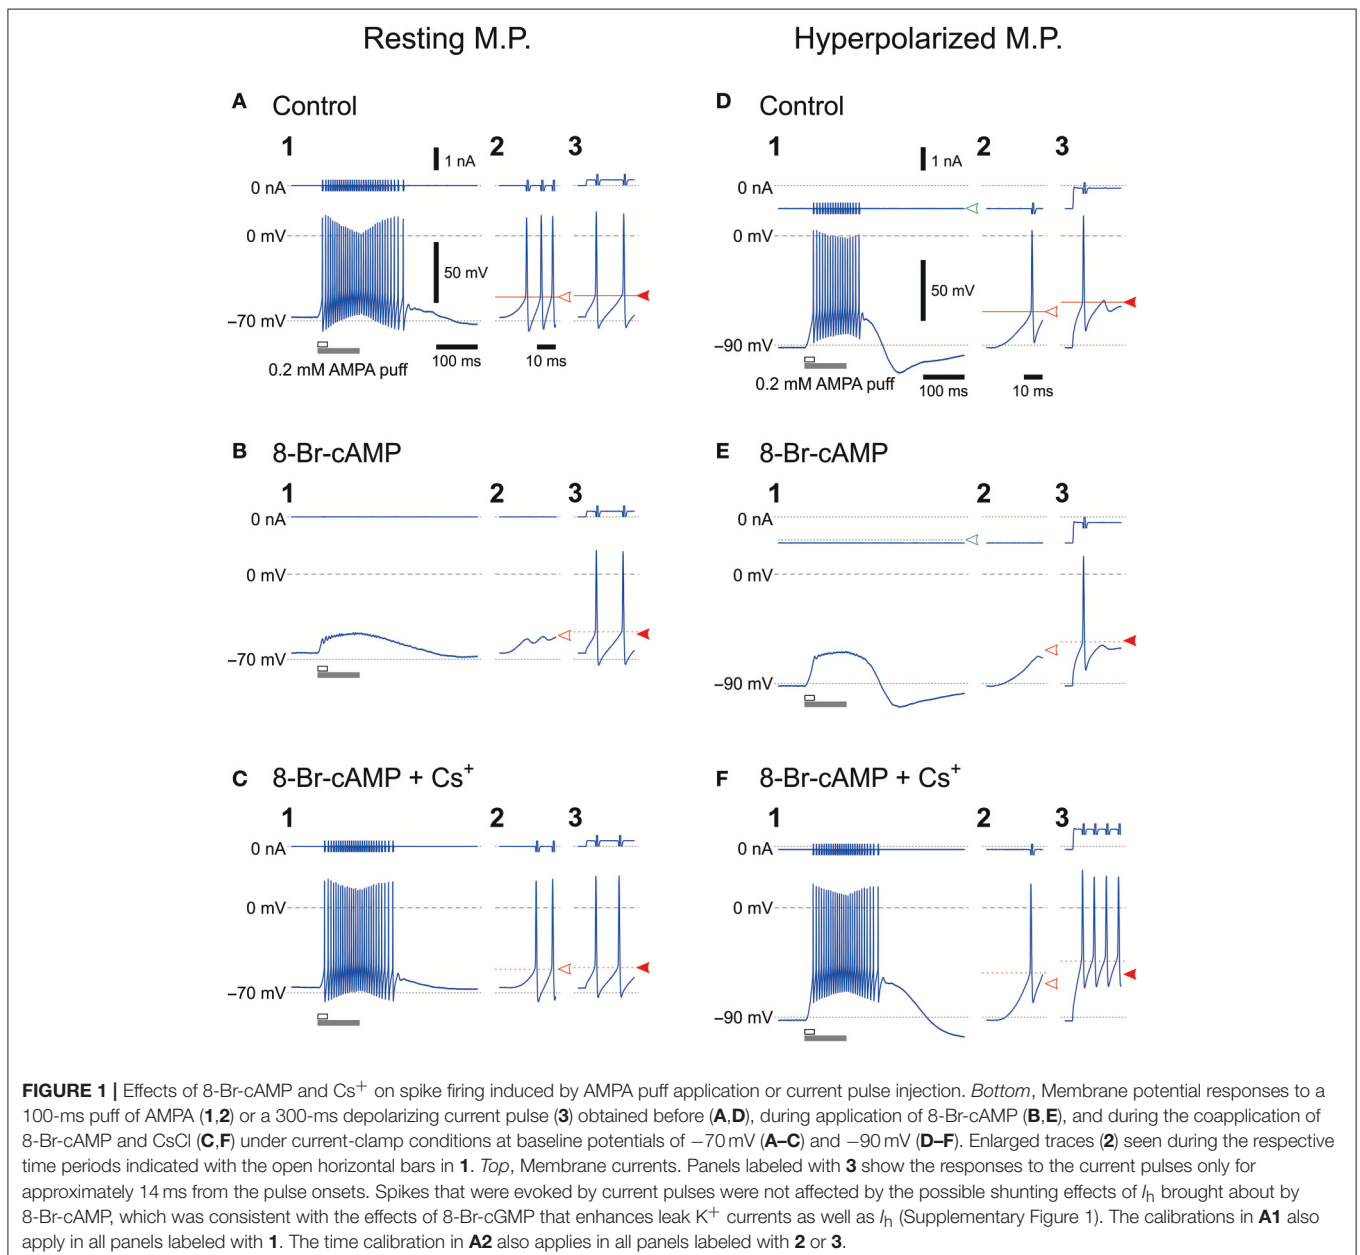 Resting M.P.
Hyperpolarized M.P.
A Control
1 2 3
1 nA
0 nA
0 mV
50 mV
−70 mV
100 ms 10 ms
0.2 mM AMPA puff
D Control
1 2 3
1 nA
0 nA
0 mV
50 mV
−90 mV
0.2 mM AMPA puff
100 ms 10 ms
B 8-Br-cAMP
1 2 3
0 nA
0 mV
−70 mV
E 8-Br-cAMP
1 2 3
0 nA
0 mV
−90 mV
C 8-Br-cAMP + Cs⁺
1 2 3
0 nA
0 mV
−70 mV
F 8-Br-cAMP + Cs⁺
1 2 3
0 nA
0 mV
−90 mV
FIGURE 1 | Effects of 8-Br-cAMP and Cs⁺ on spike firing induced by AMPA puff application or current pulse injection. Bottom, Membrane potential responses to a
100-ms puff of AMPA (1,2) or a 300-ms depolarizing current pulse (3) obtained before (A,D), during application of 8-Br-cAMP (B,E), and during the coapplication of
8-Br-cAMP and CsCl (C,F) under current-clamp conditions at baseline potentials of −70 mV (A–C) and −90 mV (D–F). Enlarged traces (2) seen during the respective
time periods indicated with the open horizontal bars in 1. Top, Membrane currents. Panels labeled with 3 show the responses to the current pulses only for
approximately 14 ms from the pulse onsets. Spikes that were evoked by current pulses were not affected by the possible shunting effects of Ih brought about by
8-Br-cAMP, which was consistent with the effects of 8-Br-cGMP that enhances leak K⁺ currents as well as Ih (Supplementary Figure 1). The calibrations in A1 also
apply in all panels labeled with 1. The time calibration in A2 also applies in all panels labeled with 2 or 3.